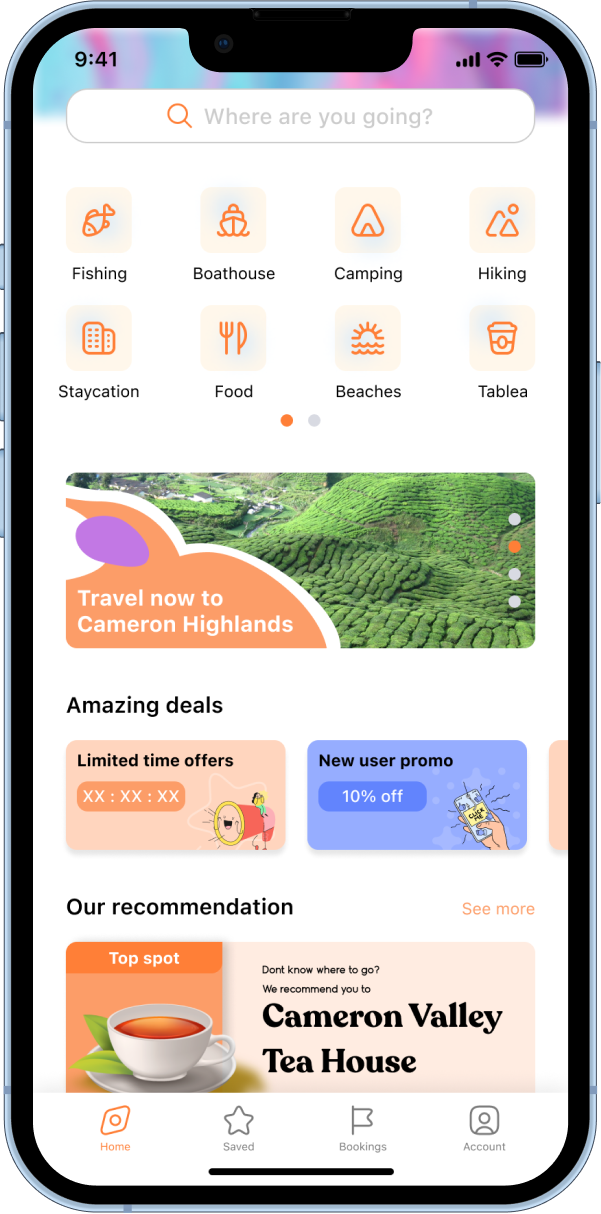 9:41
Where are you going?
Fishing
Boathouse
Camping
Hiking
Staycation
Food
Beaches
Tablea
Travel now to
Cameron Highlands
Amazing deals
Limited time offers
XX : XX : XX
New user promo
10% off
CLICK
ME
Our recommendation
See more
Top spot
Dont know where to go?
We recommend you to
Cameron Valley
Tea House
Home
Saved
Bookings
Account